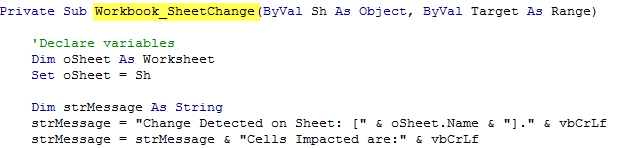 Private Sub Workbook_SheetChange(ByVal Sh As Object, ByVal Target As Range)
'Declare variables
Dim oSheet As Worksheet
Set oSheet = Sh
Dim strMessage As String
strMessage = "Change Detected on Sheet: [" & oSheet.Name & "]." & vbCrLf
strMessage = strMessage & "Cells Impacted are:" & vbCrLf